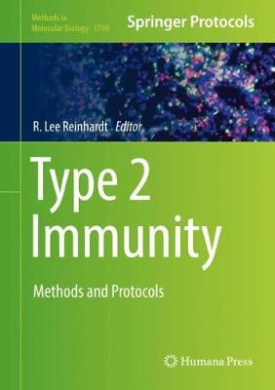 Methods in
Molecular Biology 1799
Springer Protocols
R. Lee Reinhardt Editor
Type 2
Immunity
Methods and Protocols
Humana Press